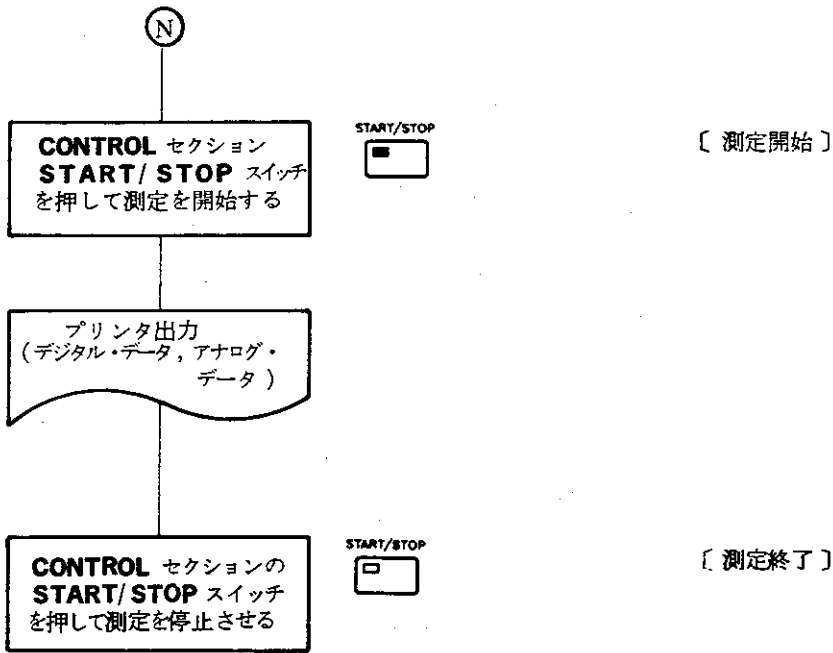 N
CONTROL セクション
START/STOP スイッチ
を押して測定を開始する
START/STOP
〔 測定開始 〕
プリンタ出力
(デジタル・データ, アナログ・
データ )
CONTROL セクションの
START/STOP スイッチ
を押して測定を停止させる
START/STOP
〔 測定終了 〕